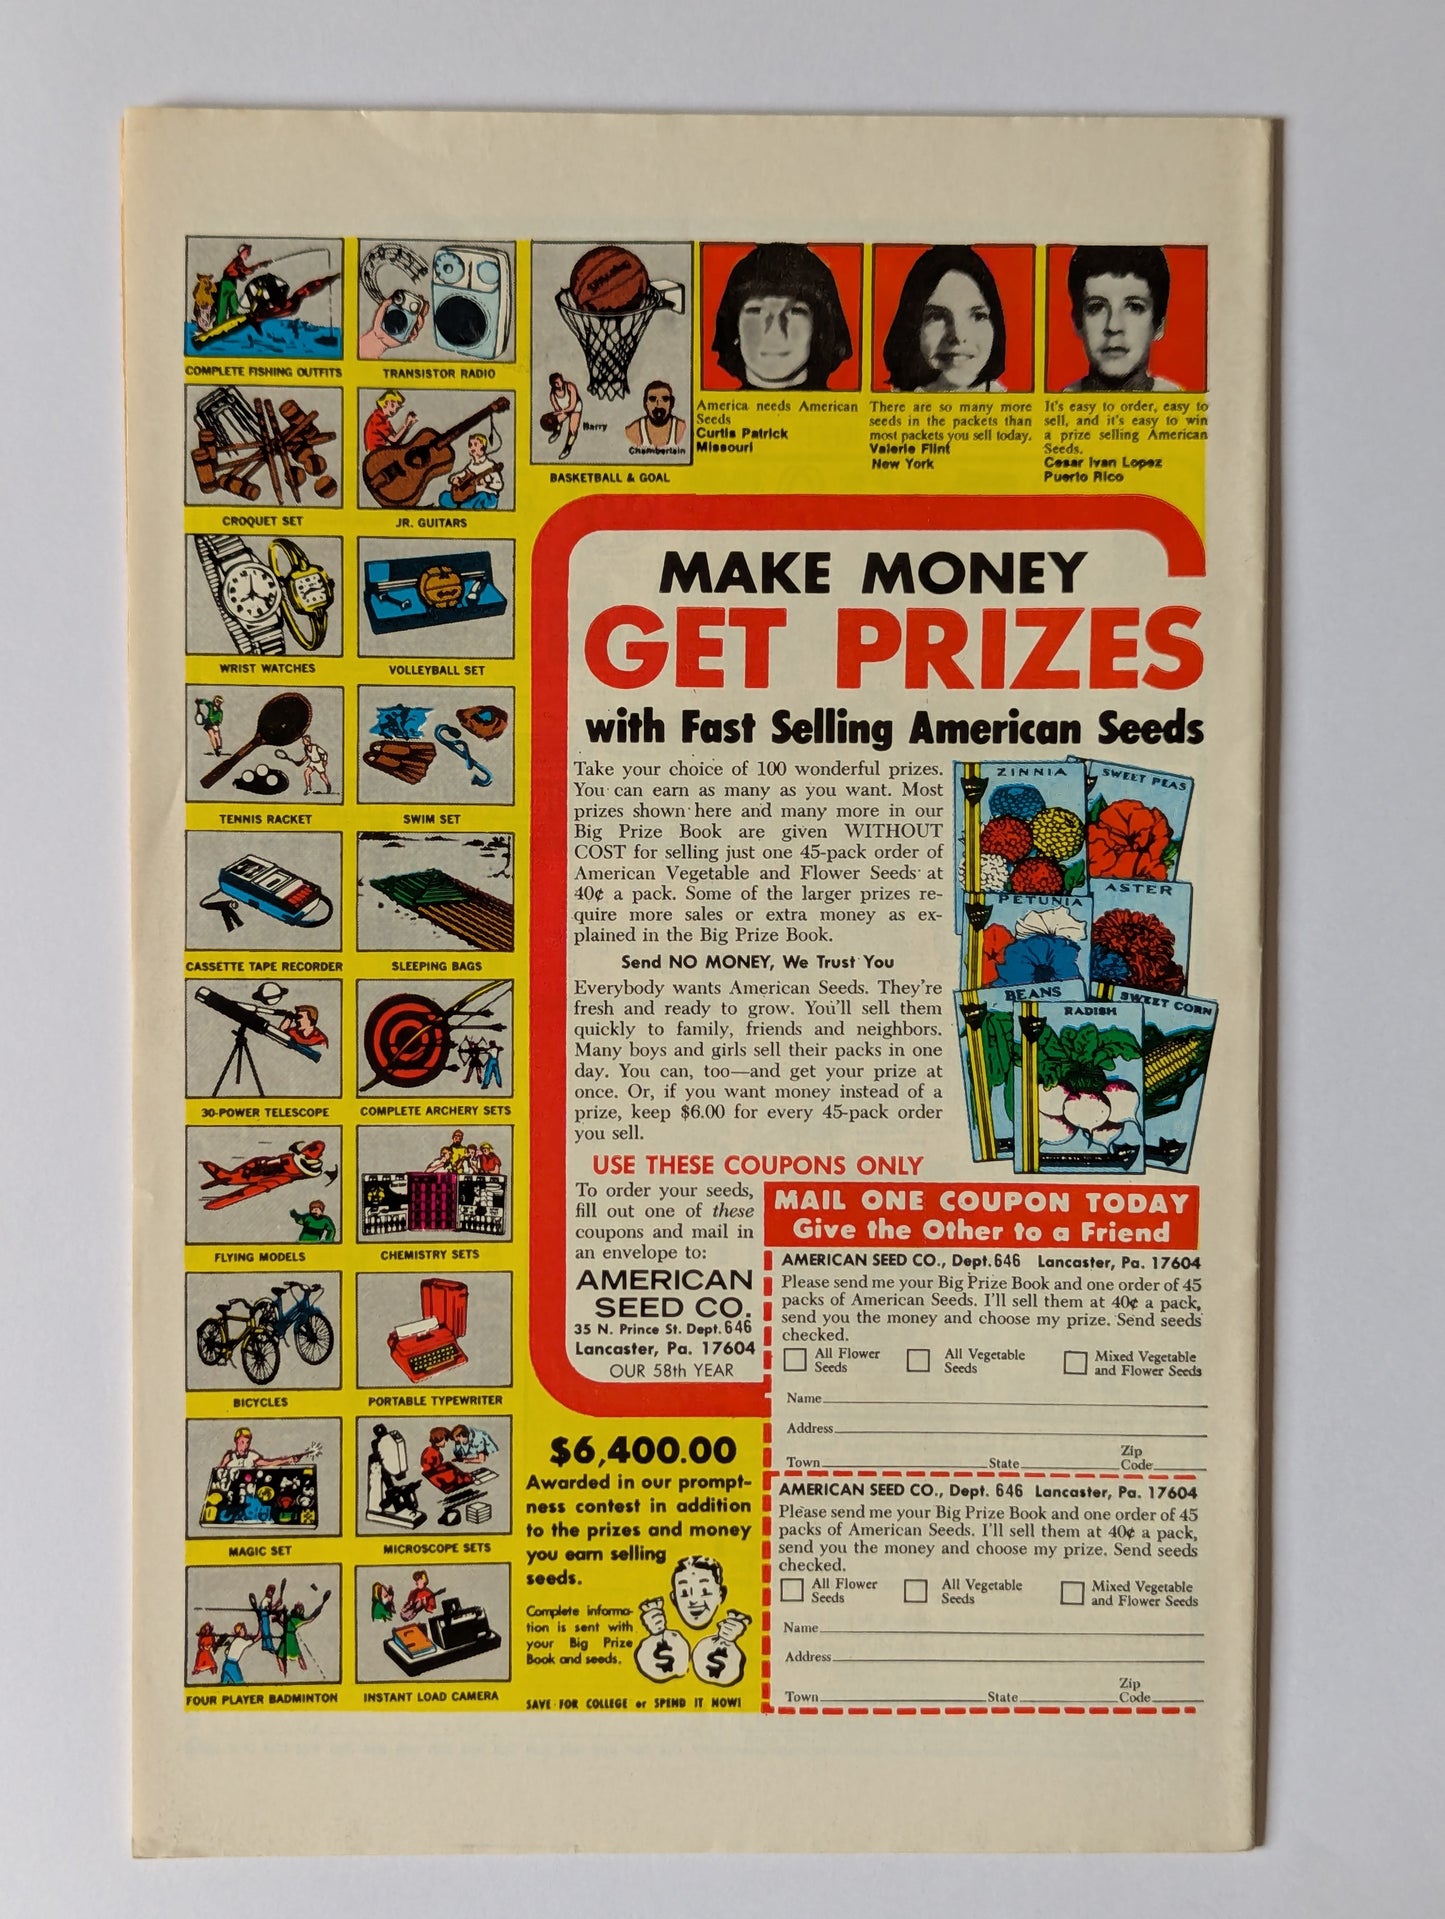 COMPLETE FISHING OUTFITS
TRANSISTOR RADIO
CROQUET SET
JR. GUITARS
WRIST WATCHES
VOLLEYBALL SET
TENNIS RACKET
SWIM SET
CASSETTE TAPE RECORDER
SLEEPING BAGS
30-POWER TELESCOPE
COMPLETE ARCHERY SETS
FLYING MODELS
CHEMISTRY SETS
BICYCLES
PORTABLE TYPEWRITER
MAGIC SET
MICROSCOPE SETS
FOUR PLAYER BADMINTON
INSTANT LOAD CAMERA
Barry
Chamberlain
BASKETBALL & GOAL
America needs American
Seeds
Curtis Patrick
Missouri
There are so many more
seeds in the packets than
most packets you sell today.
Valerie Flint
New York
It's easy to order, easy to
sell, and it's easy to win
a prize selling American
Seeds.
Cesar Ivan Lopez
Puerto Rico
MAKE MONEY
GET PRIZES
with Fast Selling American Seeds
Take your choice of 100 wonderful prizes.
You can earn as many as you want. Most
prizes shown here and many more in our
Big Prize Book are given WITHOUT
COST for selling just one 45-pack order of
American Vegetable and Flower Seeds at
40¢ a pack. Some of the larger prizes re-
quire more sales or extra money as ex-
plained in the Big Prize Book.
Send NO MONEY, We Trust You
Everybody wants American Seeds. They're
fresh and ready to grow. You'll sell them
quickly to family, friends and neighbors.
Many boys and girls sell their packs in one
day. You can, too—and get your prize at
once. Or, if you want money instead of a
prize, keep $6.00 for every 45-pack order
you sell.
ZINNIA
SWEET PEAS
PETUNIA
ASTER
BEANS
RADISH
SWEET CORN
USE THESE COUPONS ONLY
To order your seeds,
fill out one of these
coupons and mail in
an envelope to:
AMERICAN
SEED CO.
35 N. Prince St. Dept. 646
Lancaster, Pa. 17604
OUR 58th YEAR
MAIL ONE COUPON TODAY
Give the Other to a Friend
AMERICAN SEED CO., Dept. 646 Lancaster, Pa. 17604
Please send me your Big Prize Book and one order of 45
packs of American Seeds. I'll sell them at 40¢ a pack,
send you the money and choose my prize. Send seeds
checked.
All Flower
Seeds
All Vegetable
Seeds
Mixed Vegetable
and Flower Seeds
Name
Address
Town State Zip
Code
AMERICAN SEED CO., Dept. 646 Lancaster, Pa. 17604
Please send me your Big Prize Book and one order of 45
packs of American Seeds. I'll sell them at 40¢ a pack,
send you the money and choose my prize. Send seeds
checked.
All Flower
Seeds
All Vegetable
Seeds
Mixed Vegetable
and Flower Seeds
Name
Address
Town State Zip
Code
$6,400.00
Awarded in our prompt-
ness contest in addition
to the prizes and money
you earn selling
seeds.
Complete informa-
tion is sent with
your Big Prize
Book and seeds.
$ $
SAVE FOR COLLEGE or SPEND IT NOW!